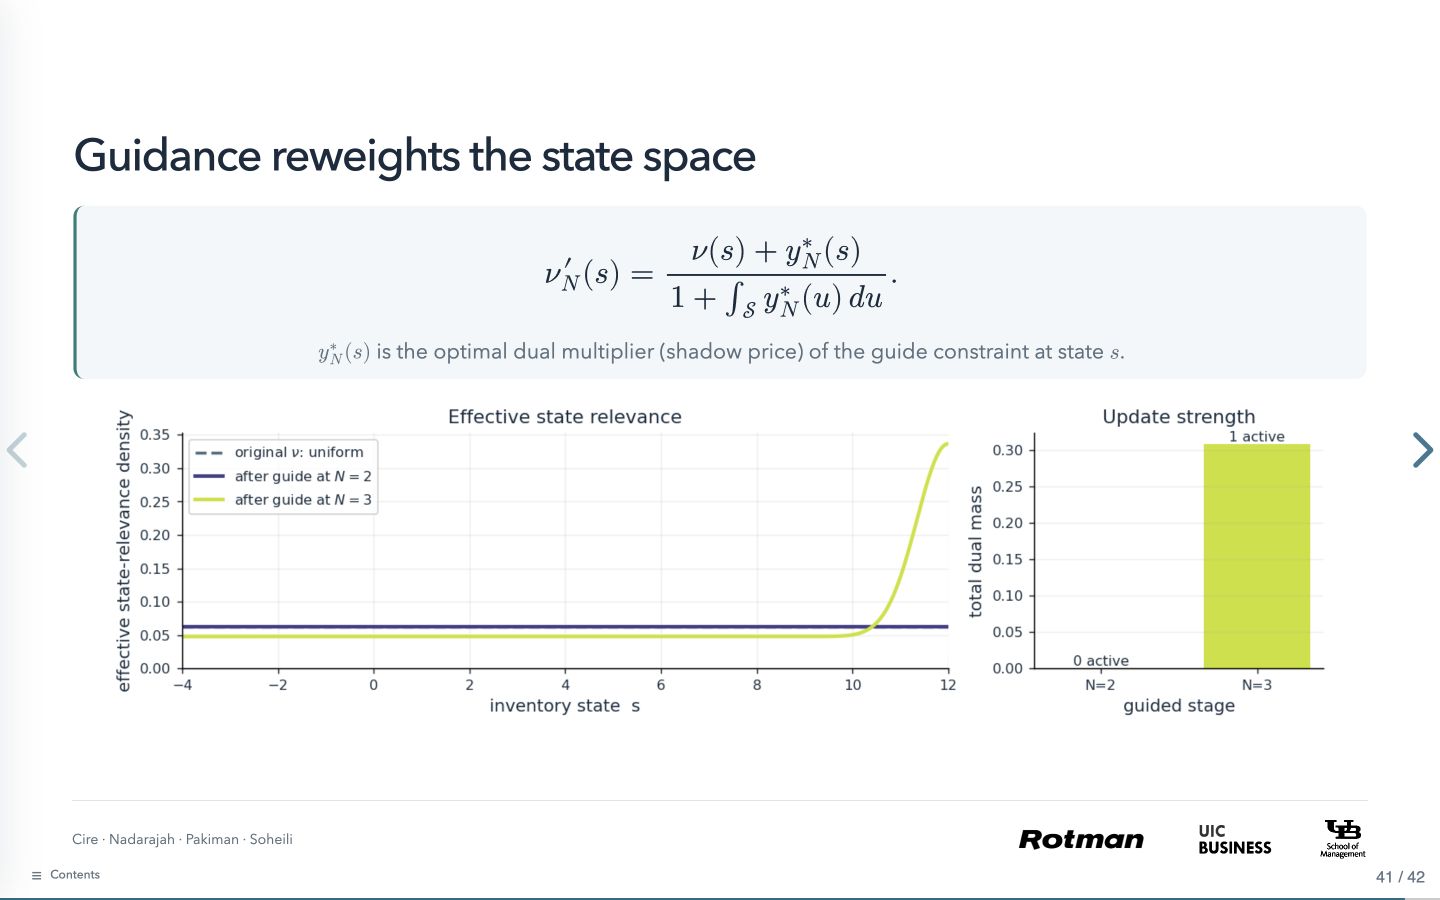 Guidance reweights the state space
ν′_N(s) = (ν(s) + y*_N(s)) / (1 + ∫_𝒮 y*_N(u) du).
y*_N(s) is the optimal dual multiplier (shadow price) of the guide constraint at state s.
Effective state relevance
effective state-relevance density
0.35
0.30
0.25
0.20
0.15
0.10
0.05
0.00
original ν: uniform
after guide at N = 2
after guide at N = 3
−4 −2 0 2 4 6 8 10 12
inventory state s
Update strength
total dual mass
0.30
0.25
0.20
0.15
0.10
0.05
0.00
1 active
0 active
N=2 N=3
guided stage
Cire · Nadarajah · Pakiman · Soheili
Rotman
UIC
BUSINESS
UB
School of
Management
≡ Contents
41 / 42